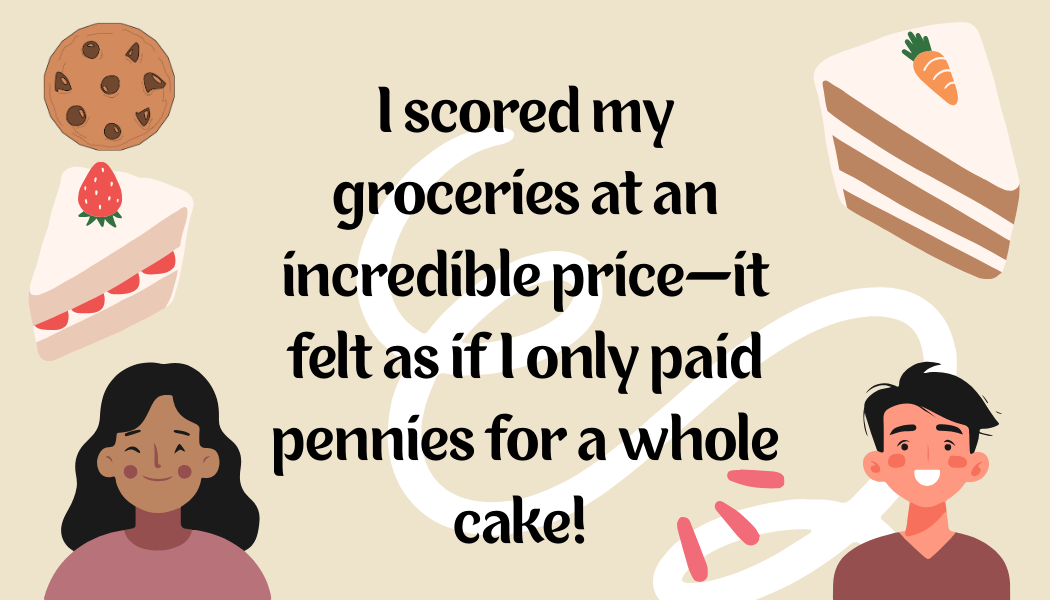 I scored my
groceries at an
incredible price—it
felt as if I only paid
pennies for a whole
cake!